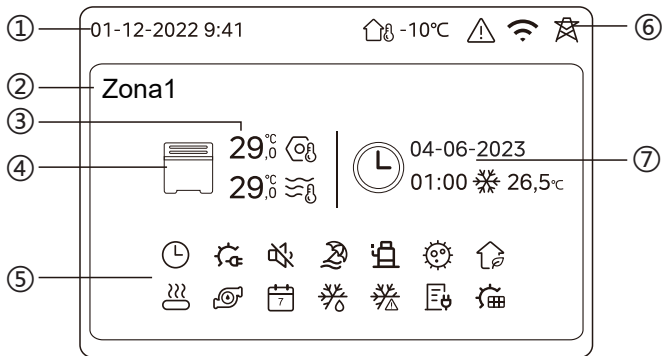 ① 01-12-2022 9:41 -10℃ ⑥
② Zona1
③
④ 29,0 ℃
29,0 ℃
04-06-2023 ⑦
01:00 26,5℃
⑤
7